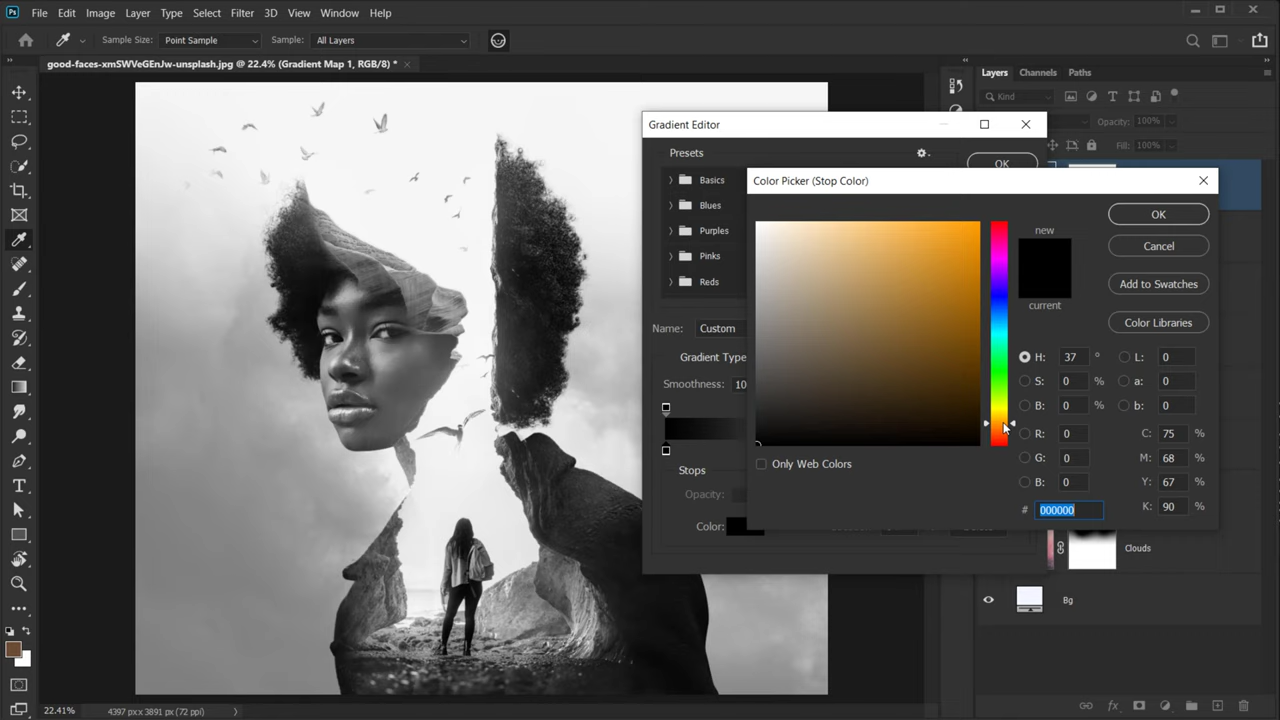 Ps File Edit Image Layer Type Select Filter 3D View Window Help
Sample Size: Point Sample Sample: All Layers
good-faces-xmSWVeGEnJw-unsplash.jpg @ 22.4% (Gradient Map 1, RGB/8) *
Layers Channels Paths
Kind
Opacity: 100%
Fill: 100%
Gradient Editor
Presets
OK
Basics
Blues
Purples
Pinks
Reds
Name: Custom
Gradient Type
Smoothness: 10
Stops
Opacity:
Color:
Color Picker (Stop Color)
new
current
OK
Cancel
Add to Swatches
Color Libraries
H: 37 °
S: 0 %
B: 0 %
R: 0
G: 0
B: 0
# 000000
L: 0
a: 0
b: 0
C: 75 %
M: 68 %
Y: 67 %
K: 90 %
Only Web Colors
Clouds
Bg
22.41% 4397 px x 3891 px (72 ppi)